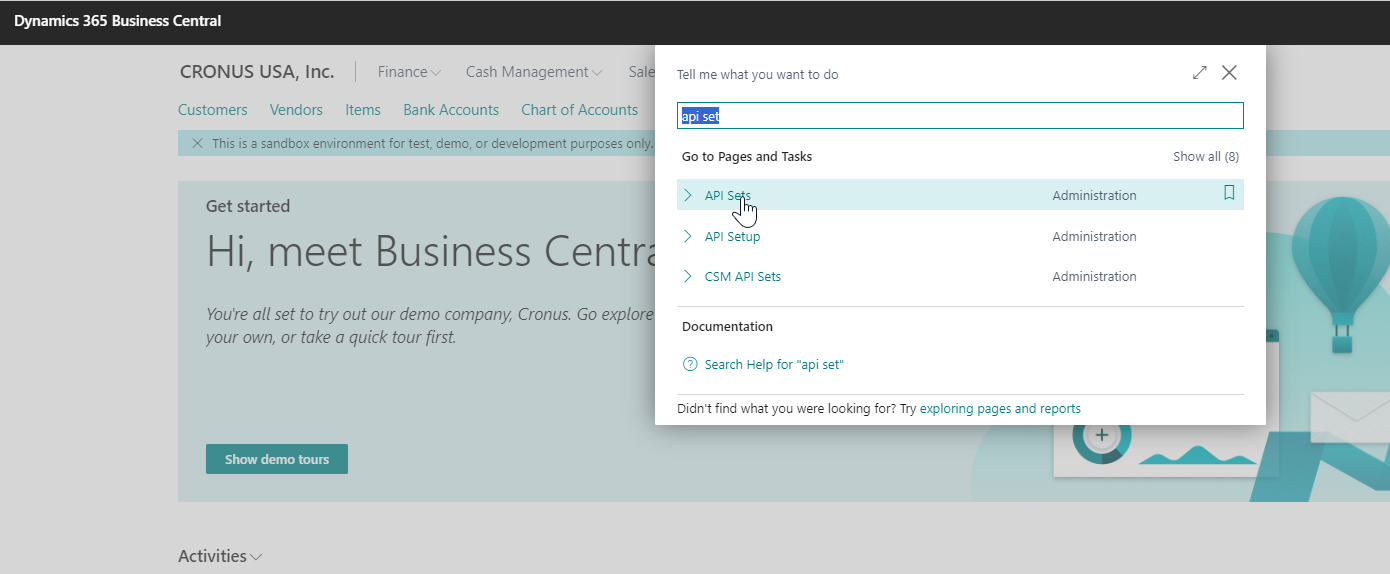 Dynamics 365 Business Central
CRONUS USA, Inc. Finance Cash Management Sale
Customers Vendors Items Bank Accounts Chart of Accounts
This is a sandbox environment for test, demo, or development purposes only.
Get started
Hi, meet Business Centra
You're all set to try out our demo company, Cronus. Go explore
your own, or take a quick tour first.
Show demo tours
Activities
Tell me what you want to do
api set
Go to Pages and Tasks Show all (8)
API Sets Administration
API Setup Administration
CSM API Sets Administration
Documentation
Search Help for "api set"
Didn't find what you were looking for? Try exploring pages and reports